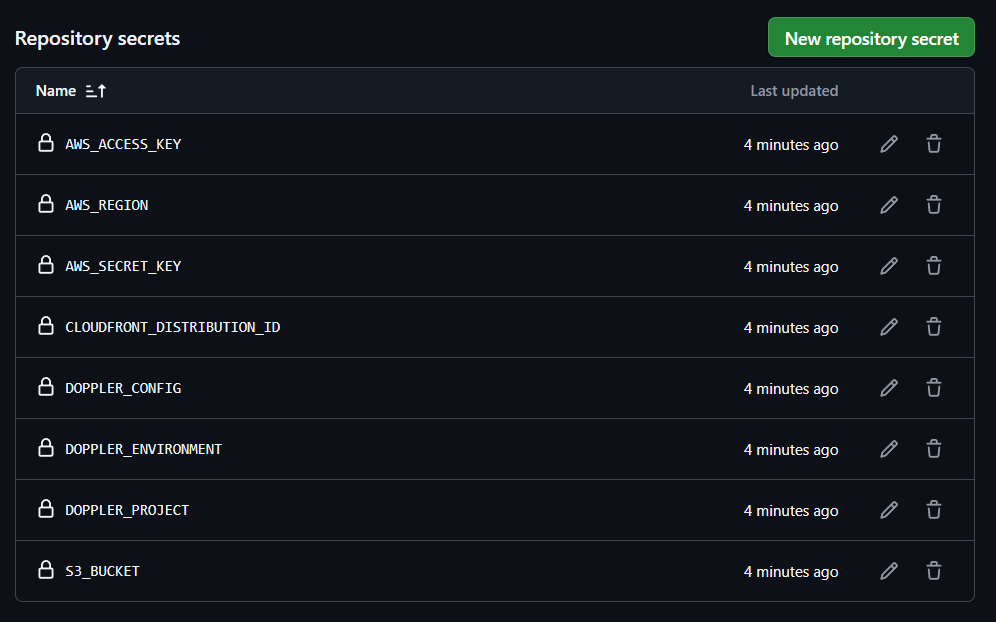 Repository secrets
New repository secret
Name
Last updated
AWS_ACCESS_KEY
4 minutes ago
AWS_REGION
4 minutes ago
AWS_SECRET_KEY
4 minutes ago
CLOUDFRONT_DISTRIBUTION_ID
4 minutes ago
DOPPLER_CONFIG
4 minutes ago
DOPPLER_ENVIRONMENT
4 minutes ago
DOPPLER_PROJECT
4 minutes ago
S3_BUCKET
4 minutes ago